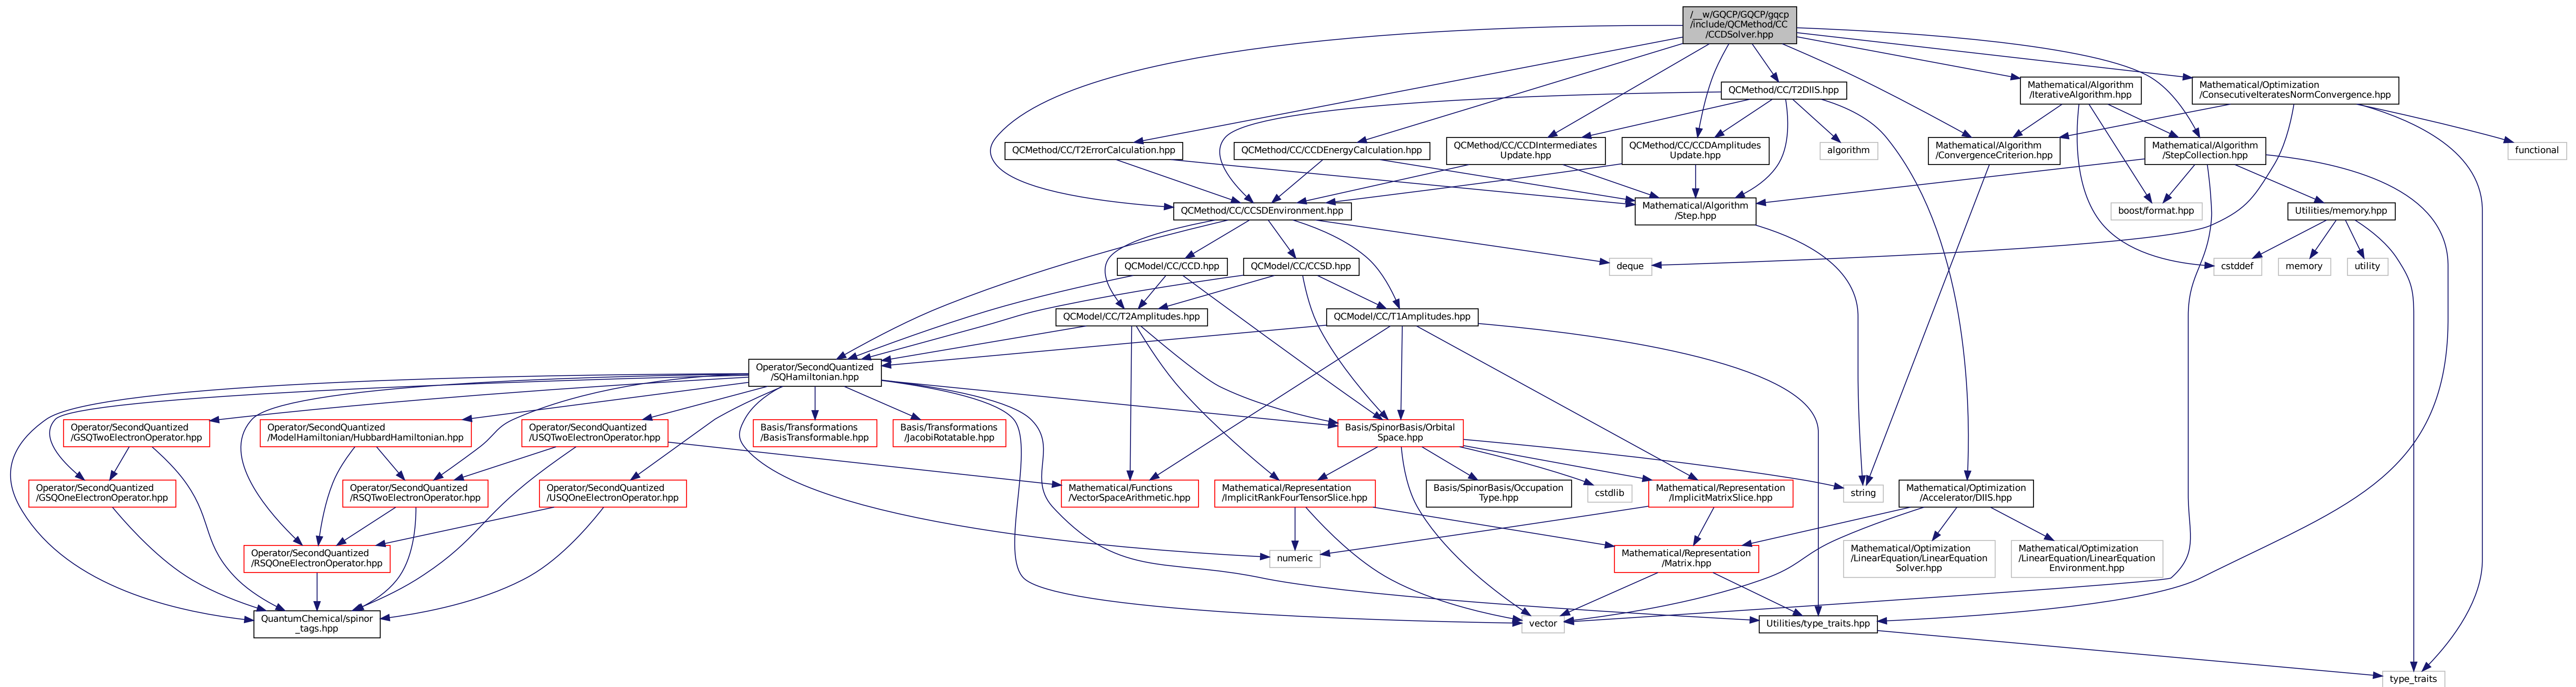 /__w/GQCP/GQCP/gqcp
/include/QCMethod/CC
/CCDSolver.hpp
QCMethod/CC/T2DIIS.hpp
Mathematical/Algorithm
/IterativeAlgorithm.hpp
Mathematical/Optimization
/ConsecutiveIteratesNormConvergence.hpp
QCMethod/CC/T2ErrorCalculation.hpp
QCMethod/CC/CCDEnergyCalculation.hpp
QCMethod/CC/CCDIntermediates
Update.hpp
QCMethod/CC/CCDAmplitudes
Update.hpp
algorithm
Mathematical/Algorithm
/ConvergenceCriterion.hpp
Mathematical/Algorithm
/StepCollection.hpp
functional
QCMethod/CC/CCSDEnvironment.hpp
Mathematical/Algorithm
/Step.hpp
boost/format.hpp
Utilities/memory.hpp
QCModel/CC/CCD.hpp
QCModel/CC/CCSD.hpp
deque
cstddef
memory
utility
QCModel/CC/T2Amplitudes.hpp
QCModel/CC/T1Amplitudes.hpp
Operator/SecondQuantized
/SQHamiltonian.hpp
Operator/SecondQuantized
/GSQTwoElectronOperator.hpp
Operator/SecondQuantized
/ModelHamiltonian/HubbardHamiltonian.hpp
Operator/SecondQuantized
/USQTwoElectronOperator.hpp
Basis/Transformations
/BasisTransformable.hpp
Basis/Transformations
/JacobiRotatable.hpp
Basis/SpinorBasis/Orbital
Space.hpp
Operator/SecondQuantized
/GSQOneElectronOperator.hpp
Operator/SecondQuantized
/RSQTwoElectronOperator.hpp
Operator/SecondQuantized
/USQOneElectronOperator.hpp
Mathematical/Functions
/VectorSpaceArithmetic.hpp
Mathematical/Representation
/ImplicitRankFourTensorSlice.hpp
Basis/SpinorBasis/Occupation
Type.hpp
cstdlib
Mathematical/Representation
/ImplicitMatrixSlice.hpp
string
Mathematical/Optimization
/Accelerator/DIIS.hpp
Operator/SecondQuantized
/RSQOneElectronOperator.hpp
numeric
Mathematical/Representation
/Matrix.hpp
Mathematical/Optimization
/LinearEquation/LinearEquation
Solver.hpp
Mathematical/Optimization
/LinearEquation/LinearEquation
Environment.hpp
QuantumChemical/spinor
_tags.hpp
vector
Utilities/type_traits.hpp
type_traits